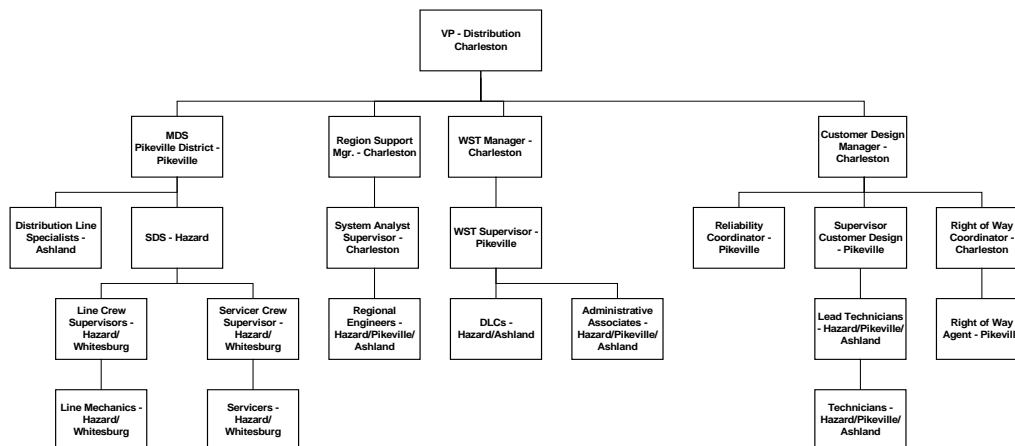 VP - Distribution
Charleston
MDS
Pikeville District -
Pikeville
Region Support
Mgr. - Charleston
WST Manager -
Charleston
Customer Design
Manager -
Charleston
Distribution Line
Specialists -
Ashland
SDS - Hazard
System Analyst
Supervisor -
Charleston
WST Supervisor -
Pikeville
Reliability
Coordinator -
Pikeville
Supervisor
Customer Design
- Pikeville
Right of Way
Coordinator -
Charleston
Line Crew
Supervisors -
Hazard/
Whitesburg
Servicer Crew
Supervisor -
Hazard/
Whitesburg
Regional
Engineers -
Hazard/Pikeville/
Ashland
DLCs -
Hazard/Ashland
Administrative
Associates -
Hazard/Pikeville/
Ashland
Lead Technicians
- Hazard/Pikeville/
Ashland
Right of Way
Agent - Pikeville
Line Mechanics -
Hazard/
Whitesburg
Servicers -
Hazard/
Whitesburg
Technicians -
Hazard/Pikeville/
Ashland